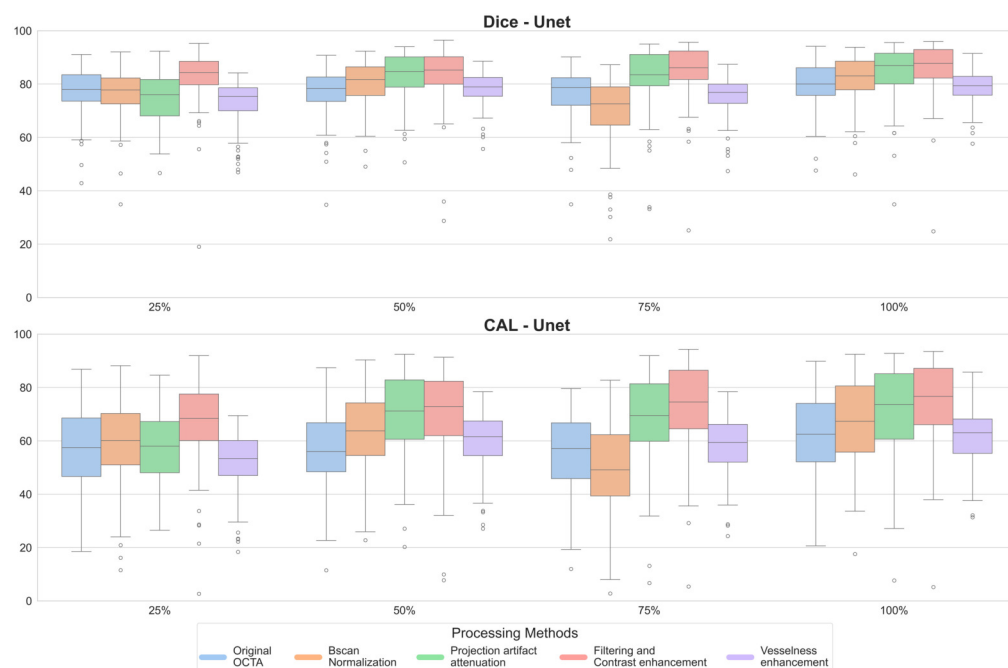 Dice - Unet
100
80
60
40
20
0
25%
50%
75%
100%
CAL - Unet
100
80
60
40
20
0
25%
50%
75%
100%
Processing Methods
Original
OCTA
Bscan
Normalization
Projection artifact
attenuation
Filtering and
Contrast enhancement
Vesselness
enhancement